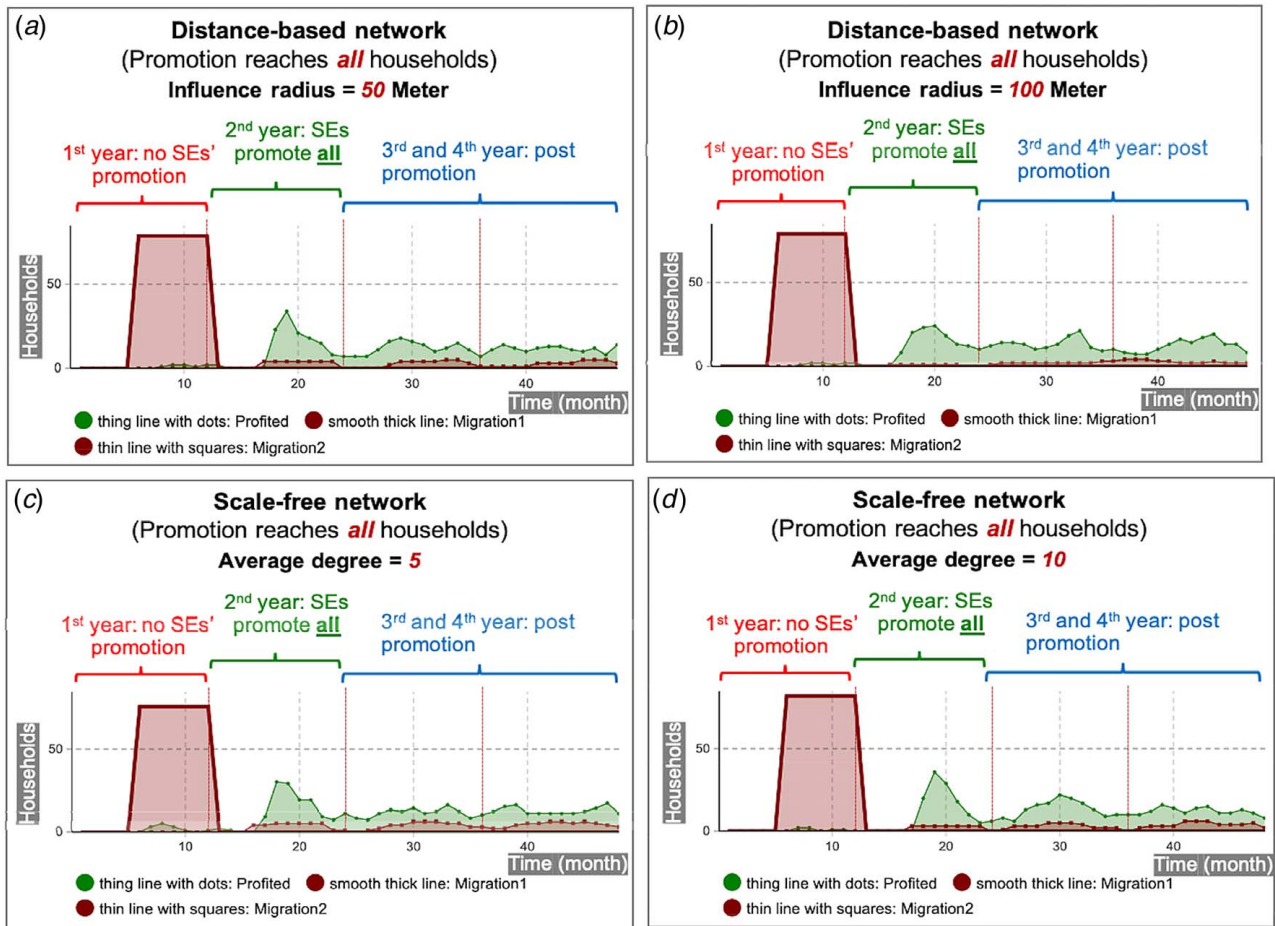 (a)
Distance-based network
(Promotion reaches all households)
Influence radius = 50 Meter
1st year: no SEs'
promotion
2nd year: SEs
promote all
3rd and 4th year: post
promotion
Households
50
0
10
20
30
40
Time (month)
thing line with dots: Profited
smooth thick line: Migration1
thin line with squares: Migration2
(b)
Distance-based network
(Promotion reaches all households)
Influence radius = 100 Meter
1st year: no SEs'
promotion
2nd year: SEs
promote all
3rd and 4th year: post
promotion
Households
50
0
10
20
30
40
Time (month)
thing line with dots: Profited
smooth thick line: Migration1
thin line with squares: Migration2
(c)
Scale-free network
(Promotion reaches all households)
Average degree = 5
1st year: no SEs'
promotion
2nd year: SEs
promote all
3rd and 4th year: post
promotion
Households
50
0
10
20
30
40
Time (month)
thing line with dots: Profited
smooth thick line: Migration1
thin line with squares: Migration2
(d)
Scale-free network
(Promotion reaches all households)
Average degree = 10
1st year: no SEs'
promotion
2nd year: SEs
promote all
3rd and 4th year: post
promotion
Households
50
0
10
20
30
40
Time (month)
thing line with dots: Profited
smooth thick line: Migration1
thin line with squares: Migration2